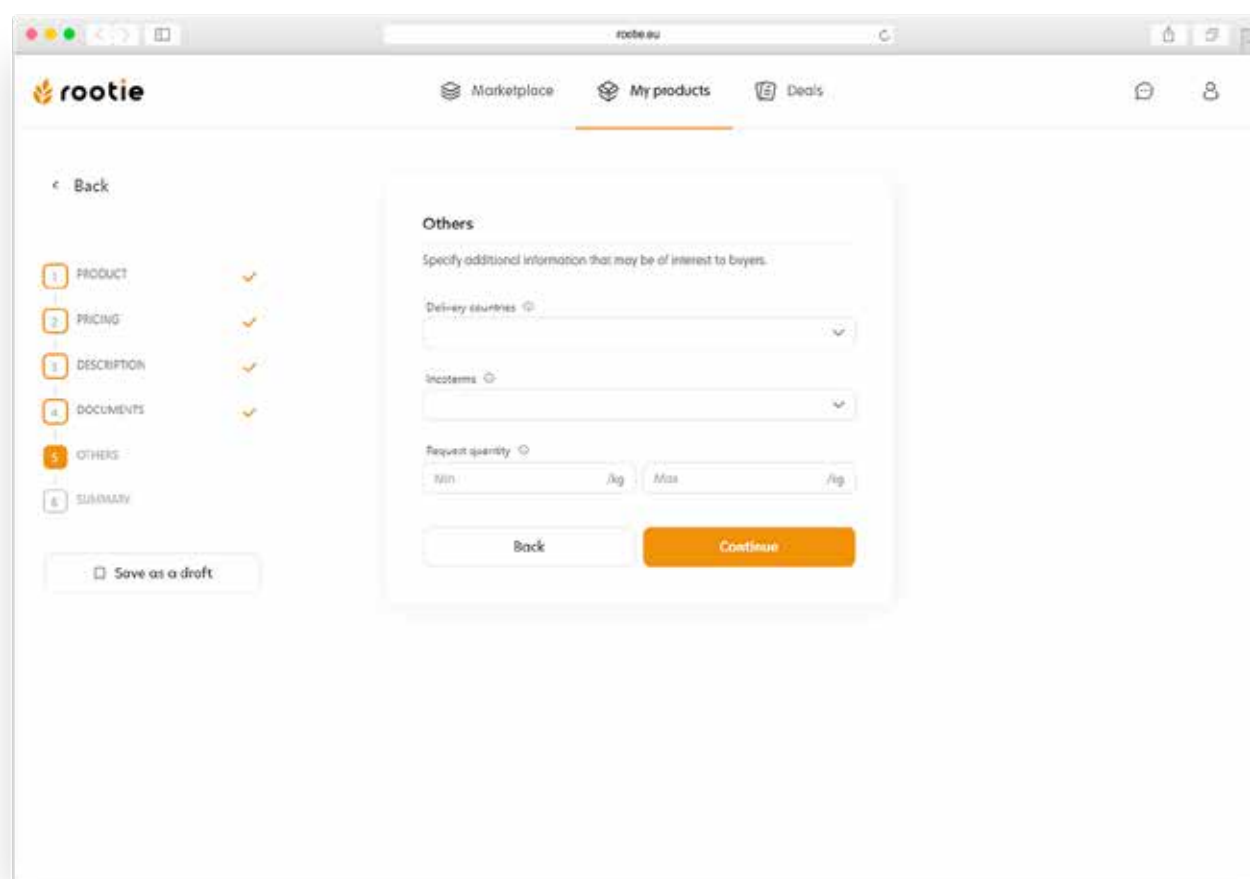 rootie.eu
rootie
Marketplace
My products
Deals
Back
1 PRODUCT
2 PRICING
3 DESCRIPTION
4 DOCUMENTS
5 OTHERS
6 SUMMARY
Save as a draft
Others
Specify additional information that may be of interest to buyers.
Delivery countries
Incoterms
Request quantity
Min /kg Max /kg
Back Continue